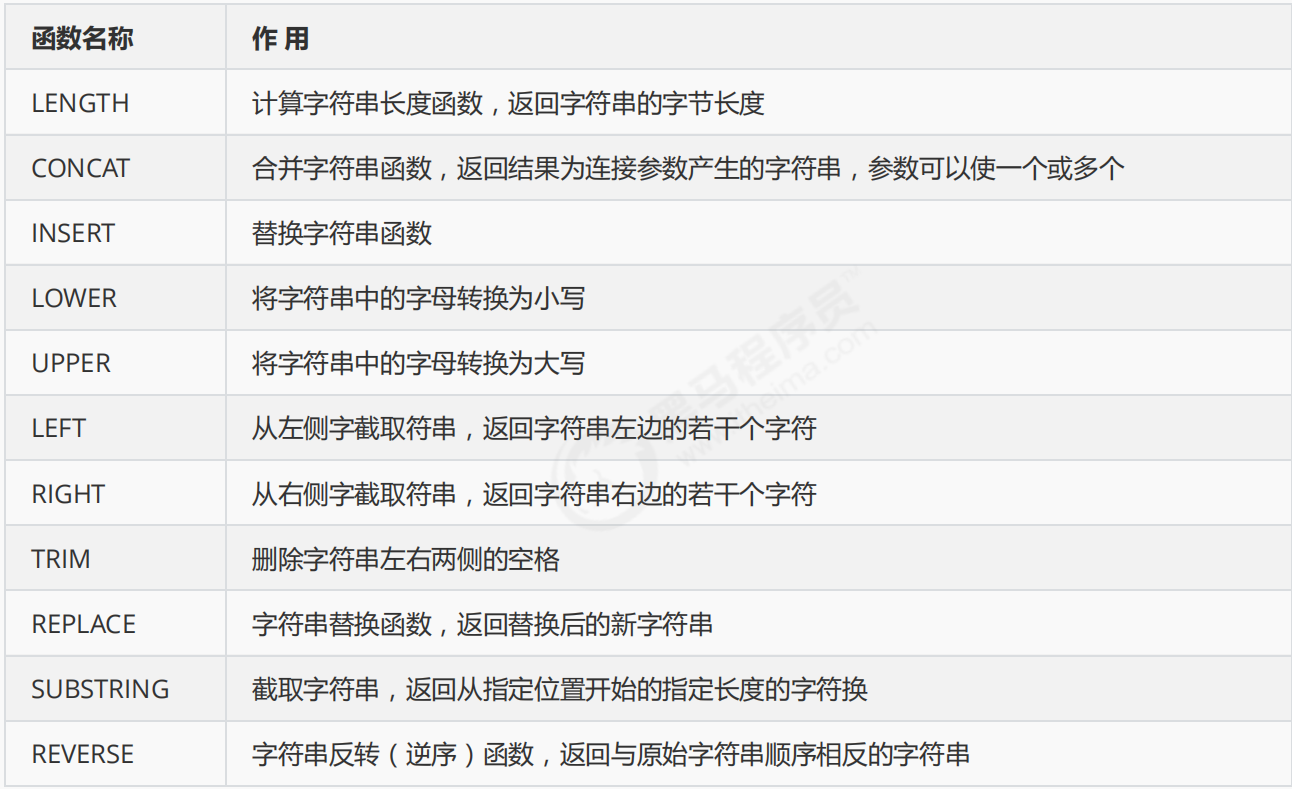 函数名称 作 用
LENGTH 计算字符串长度函数，返回字符串的字节长度
CONCAT 合并字符串函数，返回结果为连接参数产生的字符串，参数可以使一个或多个
INSERT 替换字符串函数
LOWER 将字符串中的字母转换为小写
UPPER 将字符串中的字母转换为大写
LEFT 从左侧字截取符串，返回字符串左边的若干个字符
RIGHT 从右侧字截取符串，返回字符串右边的若干个字符
TRIM 删除字符串左右两侧的空格
REPLACE 字符串替换函数，返回替换后的新字符串
SUBSTRING 截取字符串，返回从指定位置开始的指定长度的字符换
REVERSE 字符串反转（逆序）函数，返回与原始字符串顺序相反的字符串
黑马程序员™
www.itheima.com